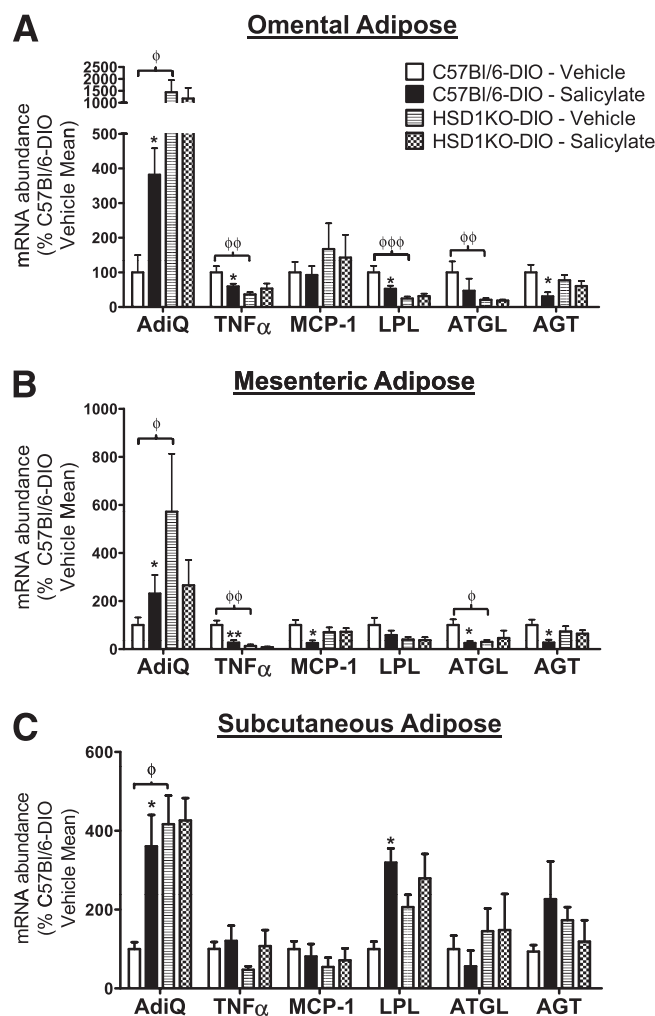 A
Omental Adipose
C57Bl/6-DIO - Vehicle
C57Bl/6-DIO - Salicylate
HSD1KO-DIO - Vehicle
HSD1KO-DIO - Salicylate
mRNA abundance
(% C57Bl/6-DIO
Vehicle Mean)
2500
2000
1500
1000
500
400
300
200
100
0
ϕ
*
ϕϕ
*
ϕϕϕ
*
ϕϕ
*
AdiQ TNFα MCP-1 LPL ATGL AGT
B
Mesenteric Adipose
mRNA abundance
(% C57Bl/6-DIO
Vehicle Mean)
1000
800
600
400
200
0
ϕ
*
ϕϕ
**
*
ϕ
*
*
AdiQ TNFα MCP-1 LPL ATGL AGT
C
Subcutaneous Adipose
mRNA abundance
(% C57Bl/6-DIO
Vehicle Mean)
600
400
200
0
ϕ
*
*
AdiQ TNFα MCP-1 LPL ATGL AGT